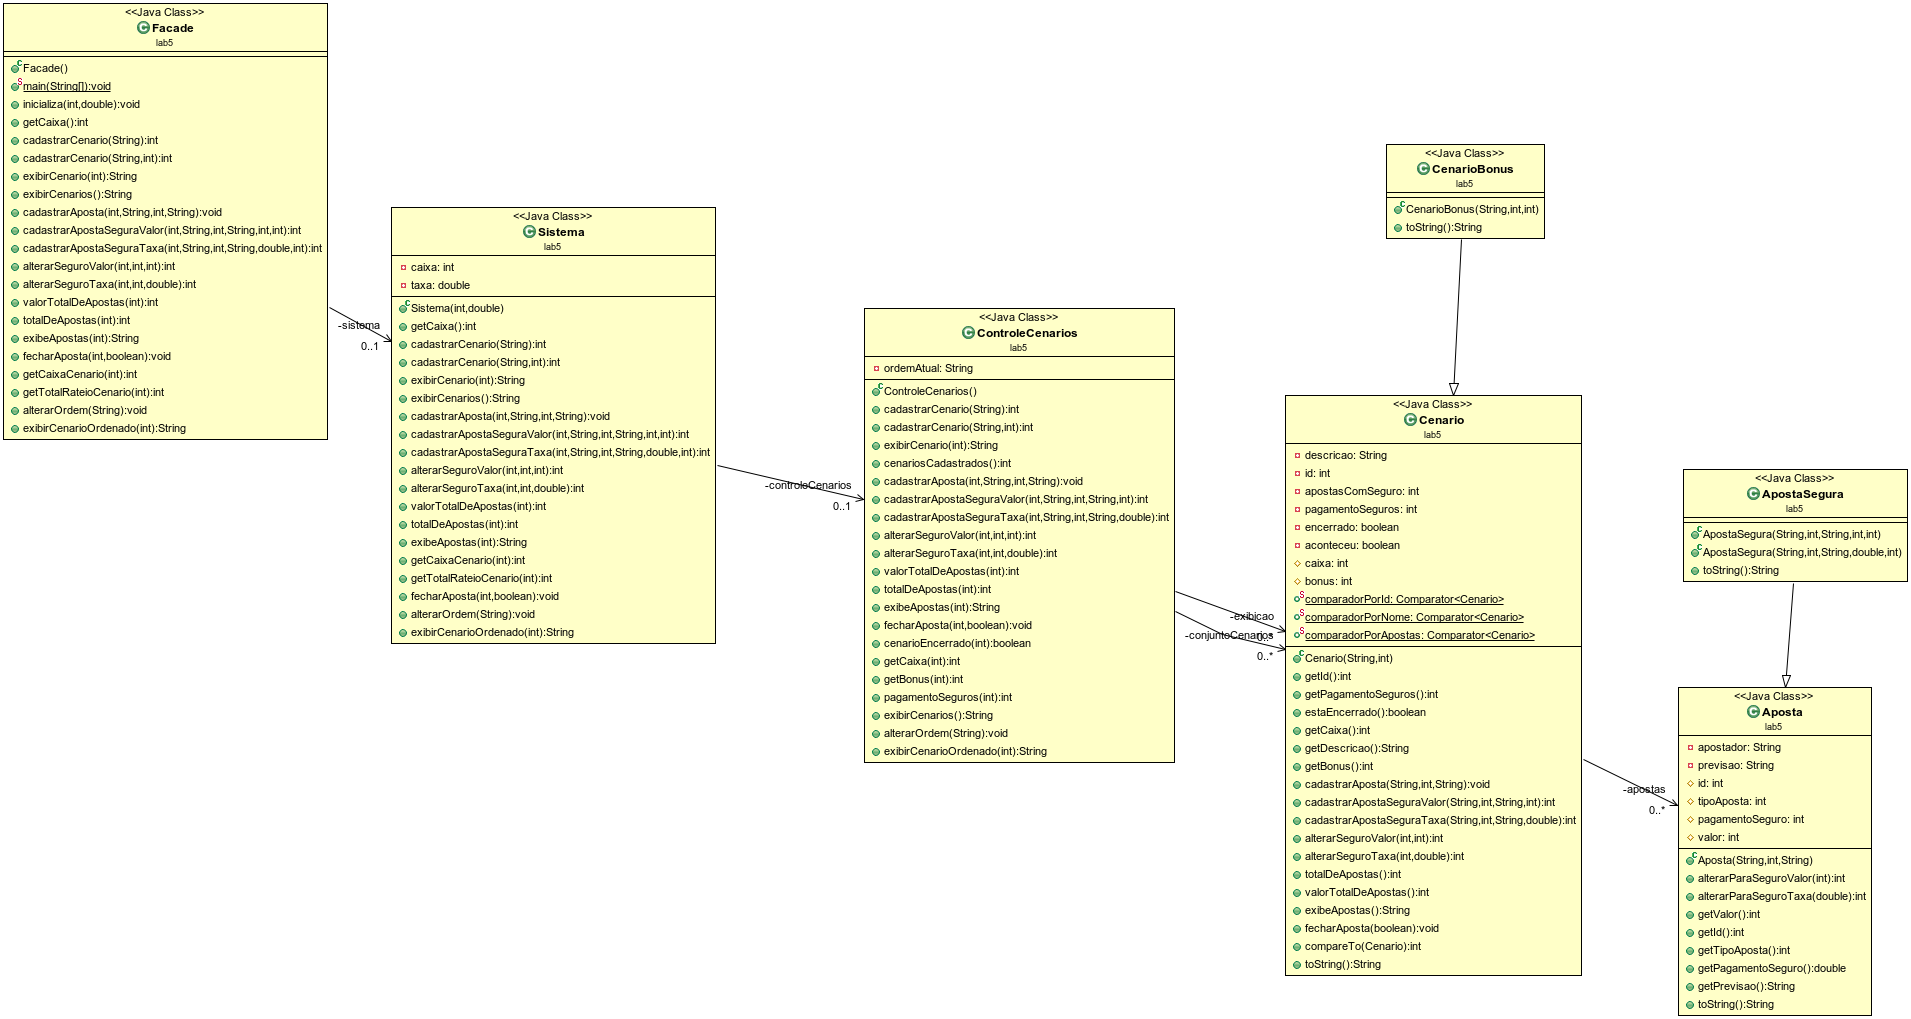 <<Java Class>>
Facade
lab5
Facade()
main(String[]):void
inicializa(int,double):void
getCaixa():int
cadastrarCenario(String):int
cadastrarCenario(String,int):int
exibirCenario(int):String
exibirCenarios():String
cadastrarAposta(int,String,int,String):void
cadastrarApostaSeguraValor(int,String,int,String,int,int):int
cadastrarApostaSeguraTaxa(int,String,int,String,double,int):int
alterarSeguroValor(int,int,int):int
alterarSeguroTaxa(int,int,double):int
valorTotalDeApostas(int):int
totalDeApostas(int):int
exibeApostas(int):String
fecharAposta(int,boolean):void
getCaixaCenario(int):int
getTotalRateioCenario(int):int
alterarOrdem(String):void
exibirCenarioOrdenado(int):String
-sistema
0..1
<<Java Class>>
Sistema
lab5
caixa: int
taxa: double
Sistema(int,double)
getCaixa():int
cadastrarCenario(String):int
cadastrarCenario(String,int):int
exibirCenario(int):String
exibirCenarios():String
cadastrarAposta(int,String,int,String):void
cadastrarApostaSeguraValor(int,String,int,String,int,int):int
cadastrarApostaSeguraTaxa(int,String,int,String,double,int):int
alterarSeguroValor(int,int,int):int
alterarSeguroTaxa(int,int,double):int
valorTotalDeApostas(int):int
totalDeApostas(int):int
exibeApostas(int):String
getCaixaCenario(int):int
getTotalRateioCenario(int):int
fecharAposta(int,boolean):void
alterarOrdem(String):void
exibirCenarioOrdenado(int):String
-controleCenarios
0..1
<<Java Class>>
ControleCenarios
lab5
ordemAtual: String
ControleCenarios()
cadastrarCenario(String):int
cadastrarCenario(String,int):int
exibirCenario(int):String
cenariosCadastrados():int
cadastrarAposta(int,String,int,String):void
cadastrarApostaSeguraValor(int,String,int,String,int):int
cadastrarApostaSeguraTaxa(int,String,int,String,double):int
alterarSeguroValor(int,int,int):int
alterarSeguroTaxa(int,int,double):int
valorTotalDeApostas(int):int
totalDeApostas(int):int
exibeApostas(int):String
fecharAposta(int,boolean):void
cenarioEncerrado(int):boolean
getCaixa(int):int
getBonus(int):int
pagamentoSeguros(int):int
exibirCenarios():String
alterarOrdem(String):void
exibirCenarioOrdenado(int):String
-exibicao
0..*
-conjuntoCenarios
0..*
<<Java Class>>
CenarioBonus
lab5
CenarioBonus(String,int,int)
toString():String
<<Java Class>>
Cenario
lab5
descricao: String
id: int
apostasComSeguro: int
pagamentoSeguros: int
encerrado: boolean
aconteceu: boolean
caixa: int
bonus: int
comparadorPorId: Comparator<Cenario>
comparadorPorNome: Comparator<Cenario>
comparadorPorApostas: Comparator<Cenario>
Cenario(String,int)
getId():int
getPagamentoSeguros():int
estaEncerrado():boolean
getCaixa():int
getDescricao():String
getBonus():int
cadastrarAposta(String,int,String):void
cadastrarApostaSeguraValor(String,int,String,int):int
cadastrarApostaSeguraTaxa(String,int,String,double):int
alterarSeguroValor(int,int):int
alterarSeguroTaxa(int,double):int
totalDeApostas():int
valorTotalDeApostas():int
exibeApostas():String
fecharAposta(boolean):void
compareTo(Cenario):int
toString():String
-apostas
0..*
<<Java Class>>
ApostaSegura
lab5
ApostaSegura(String,int,String,int,int)
ApostaSegura(String,int,String,double,int)
toString():String
<<Java Class>>
Aposta
lab5
apostador: String
previsao: String
id: int
tipoAposta: int
pagamentoSeguro: int
valor: int
Aposta(String,int,String)
alterarParaSeguroValor(int):int
alterarParaSeguroTaxa(double):int
getValor():int
getId():int
getTipoAposta():int
getPagamentoSeguro():double
getPrevisao():String
toString():String